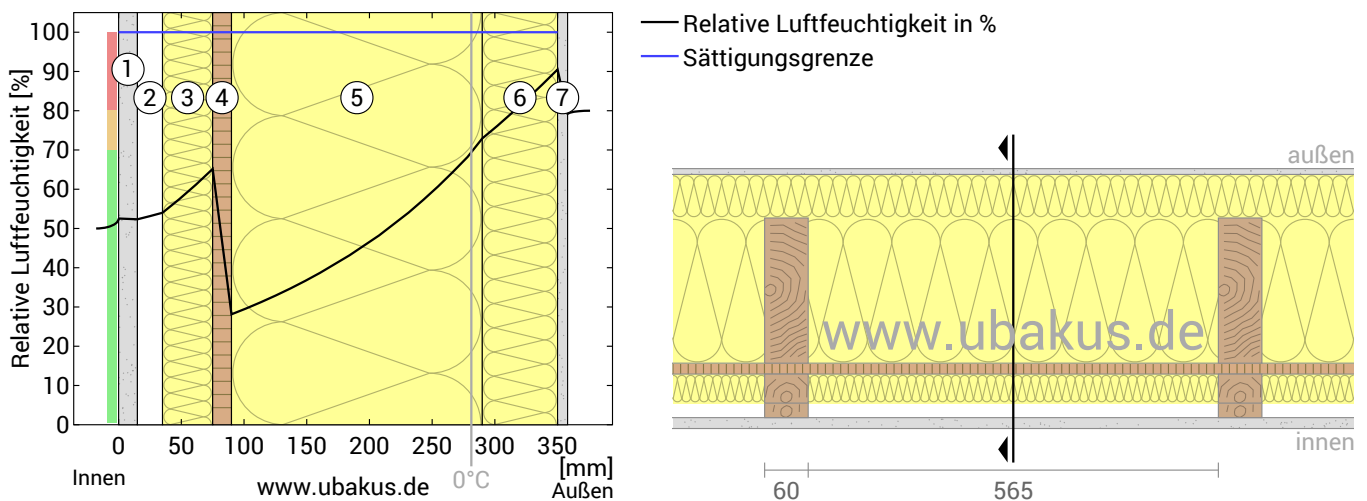 Relative Luftfeuchtigkeit [%]
100
90
80
70
60
50
40
30
20
10
0
1
2
3
4
5
6
7
0 50 100 150 200 250 300 350
[mm]
0°C
Innen
www.ubakus.de
Außen
Relative Luftfeuchtigkeit in %
Sättigungsgrenze
außen
www.ubakus.de
innen
60
565